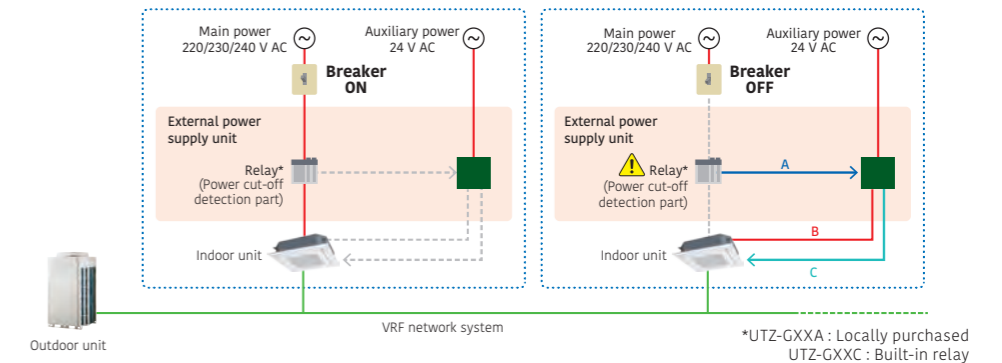 Main power
220/230/240 V AC
Auxiliary power
24 V AC
Breaker
ON
External power
supply unit
Relay*
(Power cut-off
detection part)
Indoor unit
Main power
220/230/240 V AC
Auxiliary power
24 V AC
Breaker
OFF
External power
supply unit
Relay*
(Power cut-off
detection part)
A
B
C
Indoor unit
Outdoor unit
VRF network system
*UTZ-GXXA : Locally purchased
UTZ-GXXC : Built-in relay